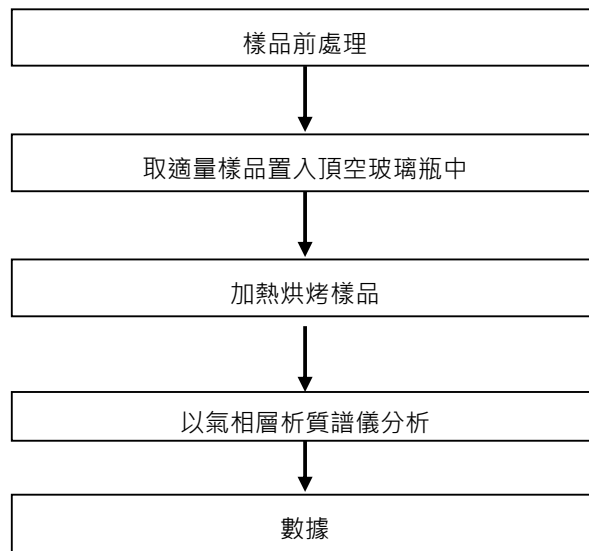 樣品前處理
取適量樣品置入頂空玻璃瓶中
加熱烘烤樣品
以氣相層析質譜儀分析
數據